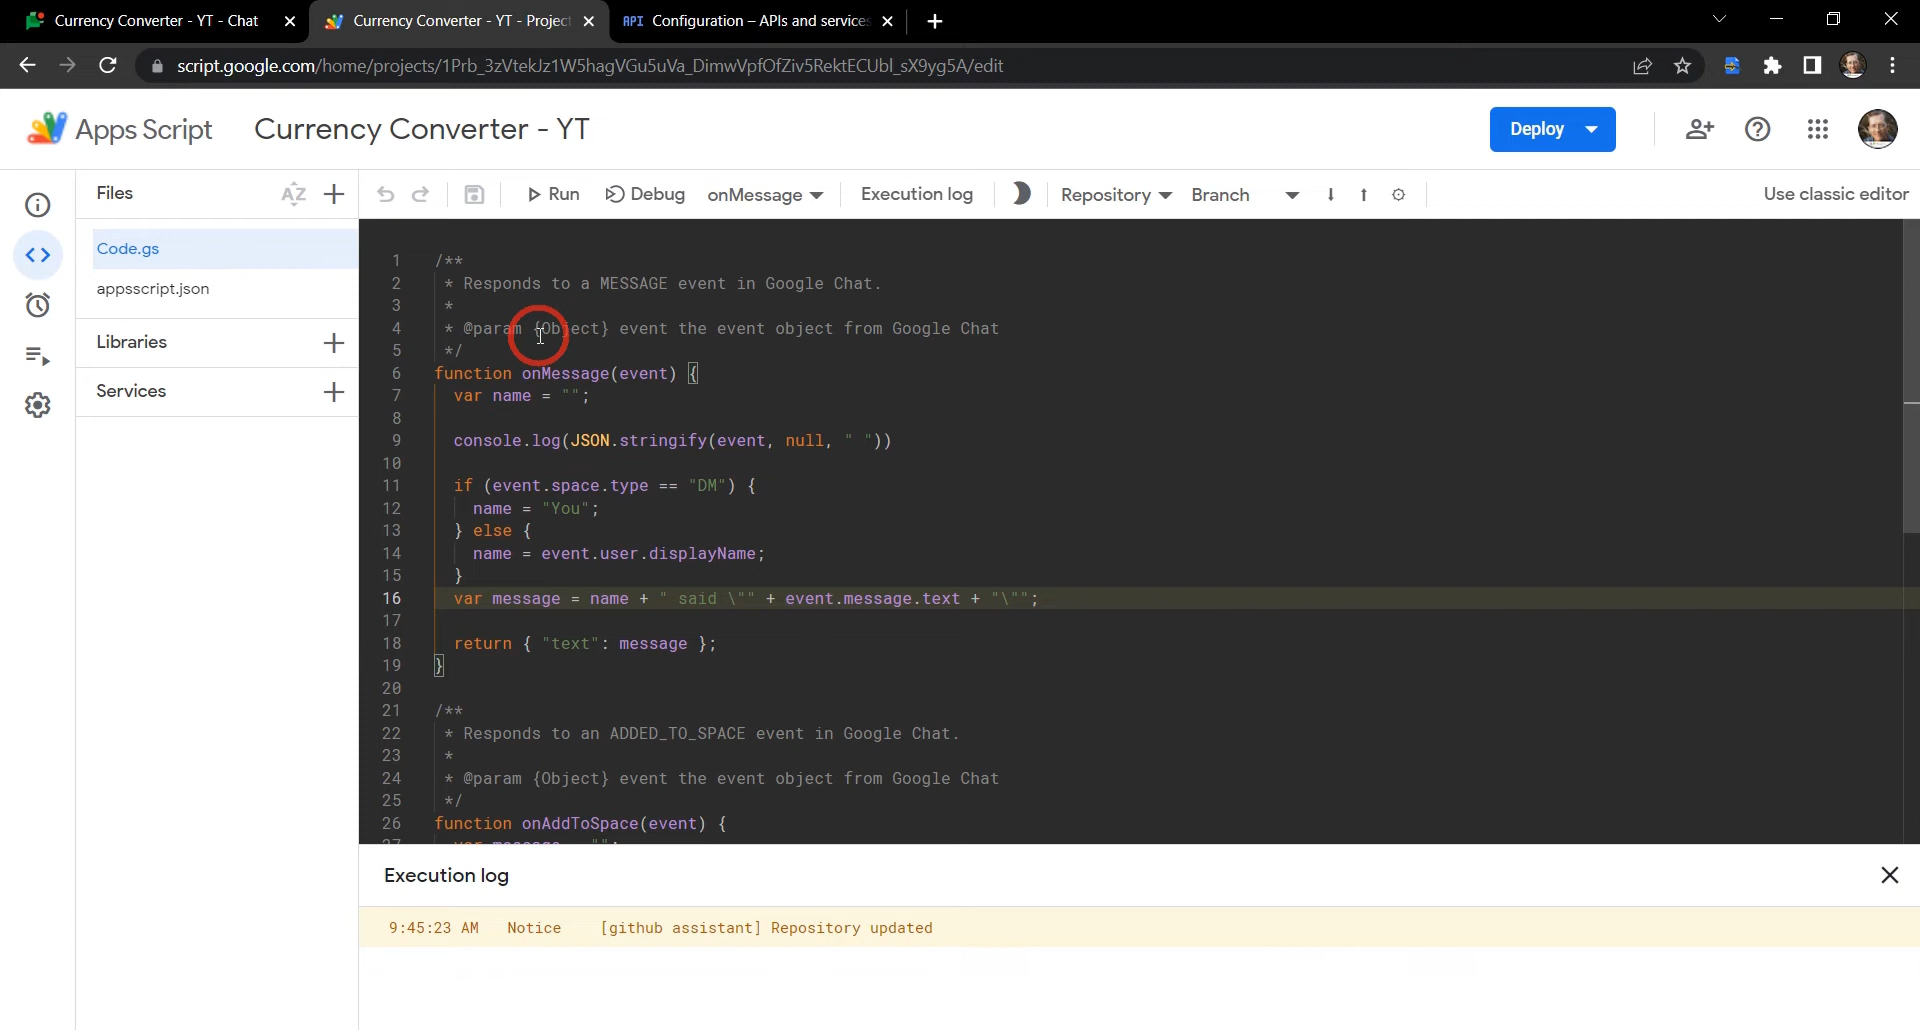 Currency Converter - YT - Chat
Currency Converter - YT - Project
API Configuration – APIs and services
script.google.com/home/projects/1Prb_3zVtekJz1W5hagVGu5uVa_DimwVpfOfZiv5RektECUbl_sX9yg5A/edit
Apps Script
Currency Converter - YT
Deploy
Files
AZ
Run
Debug
onMessage
Execution log
Repository
Branch
Use classic editor
Code.gs
appsscript.json
Libraries
Services
1 /**
2 * Responds to a MESSAGE event in Google Chat.
3 *
4 * @param {Object} event the event object from Google Chat
5 */
6 function onMessage(event) {
7 var name = "";
8
9 console.log(JSON.stringify(event, null, " "))
10
11 if (event.space.type == "DM") {
12 name = "You";
13 } else {
14 name = event.user.displayName;
15 }
16 var message = name + " said \"" + event.message.text + "\"";
17
18 return { "text": message };
19 }
20
21 /**
22 * Responds to an ADDED_TO_SPACE event in Google Chat.
23 *
24 * @param {Object} event the event object from Google Chat
25 */
26 function onAddToSpace(event) {
27 var message = "";
Execution log
9:45:23 AM Notice [github assistant] Repository updated